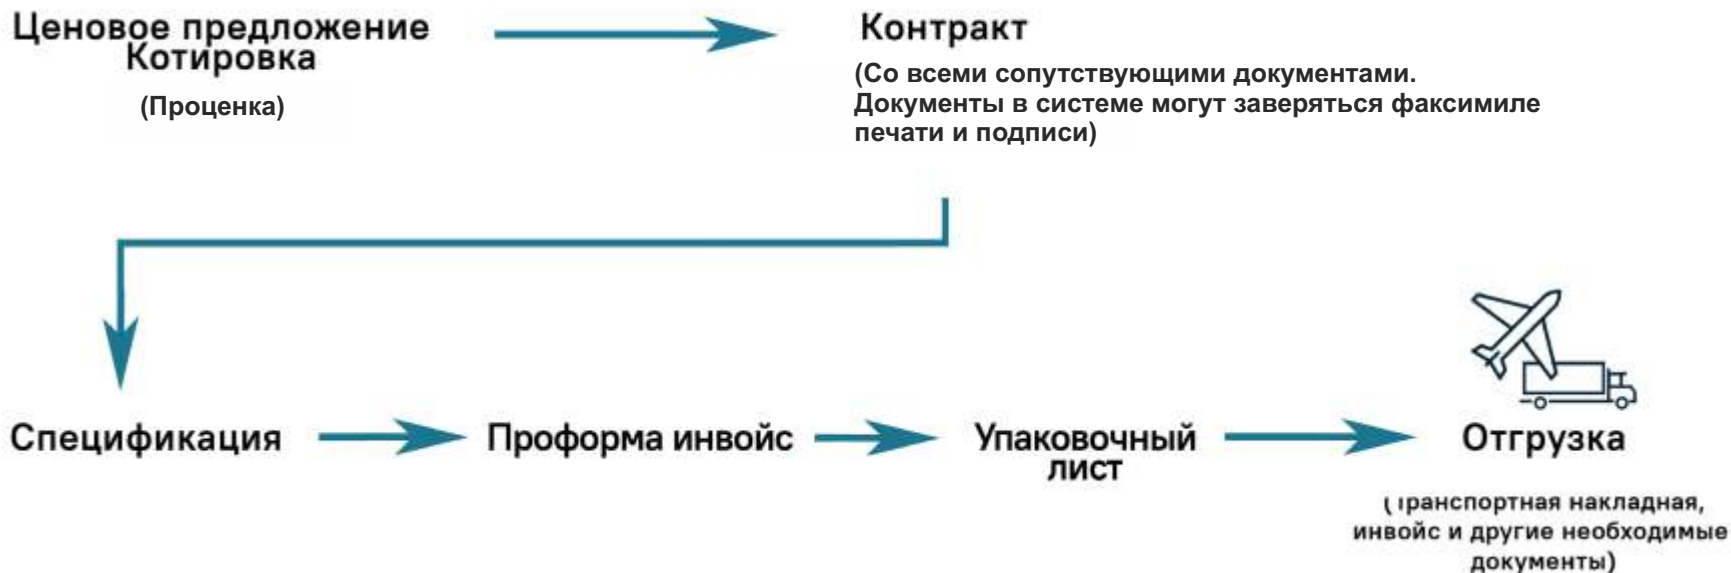 Ценовое предложение
Котировка
(Проценка)
Контракт
(Со всеми сопутствующими документами.
Документы в системе могут заверяться факсимиле
печати и подписи)
Спецификация
Проформа инвойс
Упаковочный
лист
Отгрузка
(Транспортная накладная,
инвойс и другие необходимые
документы)